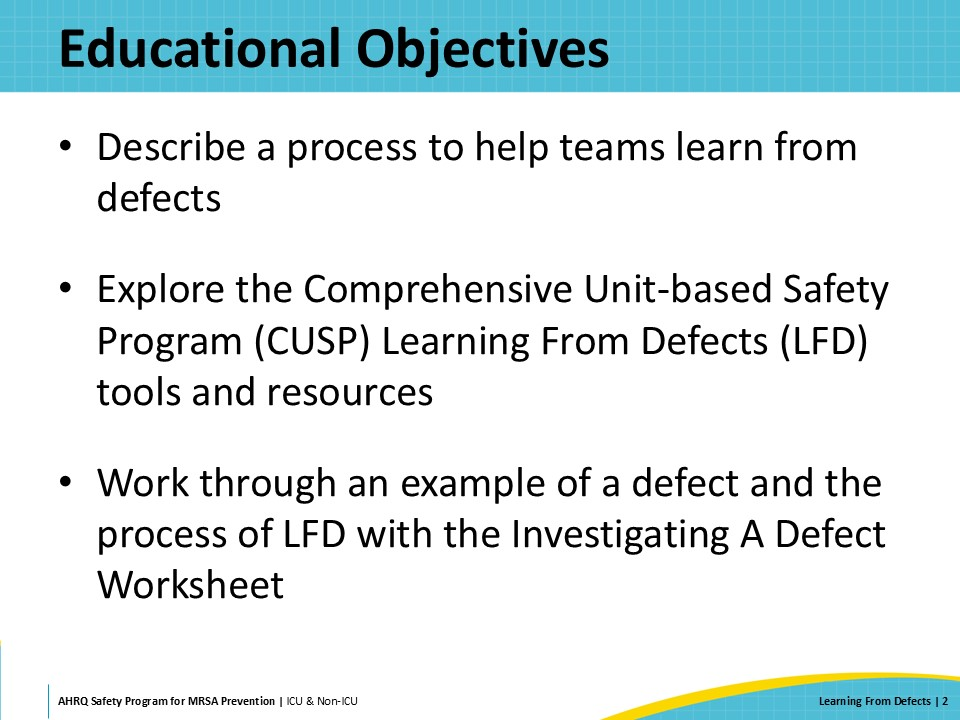 Educational Objectives
• Describe a process to help teams learn from
defects
• Explore the Comprehensive Unit-based Safety
Program (CUSP) Learning From Defects (LFD)
tools and resources
• Work through an example of a defect and the
process of LFD with the Investigating A Defect
Worksheet
AHRQ Safety Program for MRSA Prevention | ICU & Non-ICU
Learning From Defects | 2